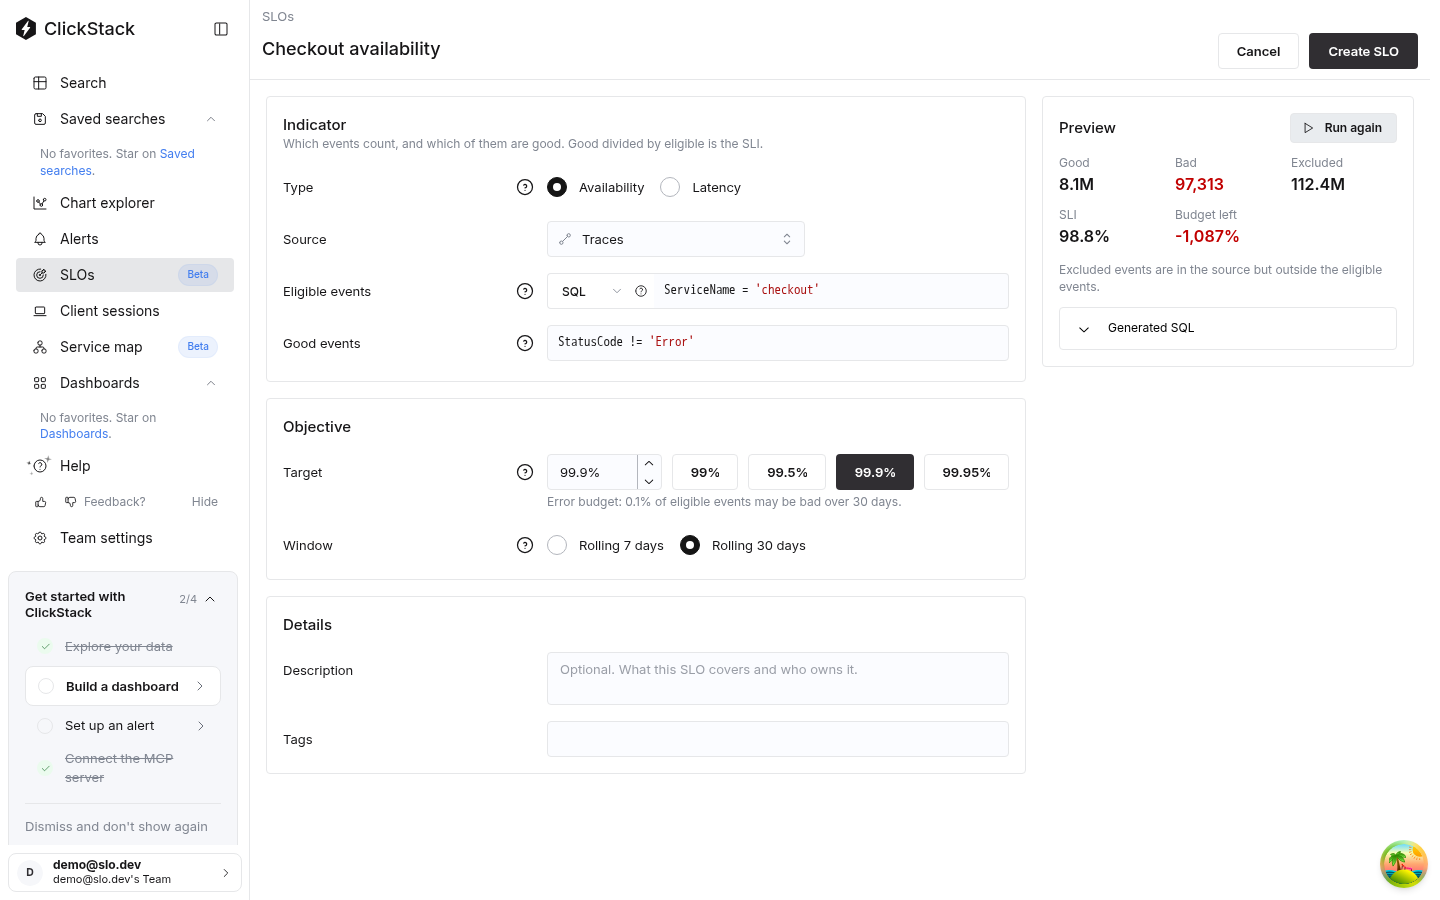 ClickStack
Search
Saved searches
No favorites. Star on Saved
searches.
Chart explorer
Alerts
SLOs
Beta
Client sessions
Service map
Beta
Dashboards
No favorites. Star on
Dashboards.
Help
Feedback?
Hide
Team settings
Get started with
ClickStack
2/4
Explore your data
Build a dashboard
Set up an alert
Connect the MCP
server
Dismiss and don't show again
D
demo@slo.dev
demo@slo.dev's Team
SLOs
Checkout availability
Cancel
Create SLO
Indicator
Which events count, and which of them are good. Good divided by eligible is the SLI.
Type
Availability
Latency
Source
Traces
Eligible events
SQL
ServiceName = 'checkout'
Good events
StatusCode != 'Error'
Objective
Target
99.9%
99%
99.5%
99.9%
99.95%
Error budget: 0.1% of eligible events may be bad over 30 days.
Window
Rolling 7 days
Rolling 30 days
Details
Description
Optional. What this SLO covers and who owns it.
Tags
Preview
Run again
Good
Bad
Excluded
8.1M
97,313
112.4M
SLI
Budget left
98.8%
-1,087%
Excluded events are in the source but outside the eligible
events.
Generated SQL